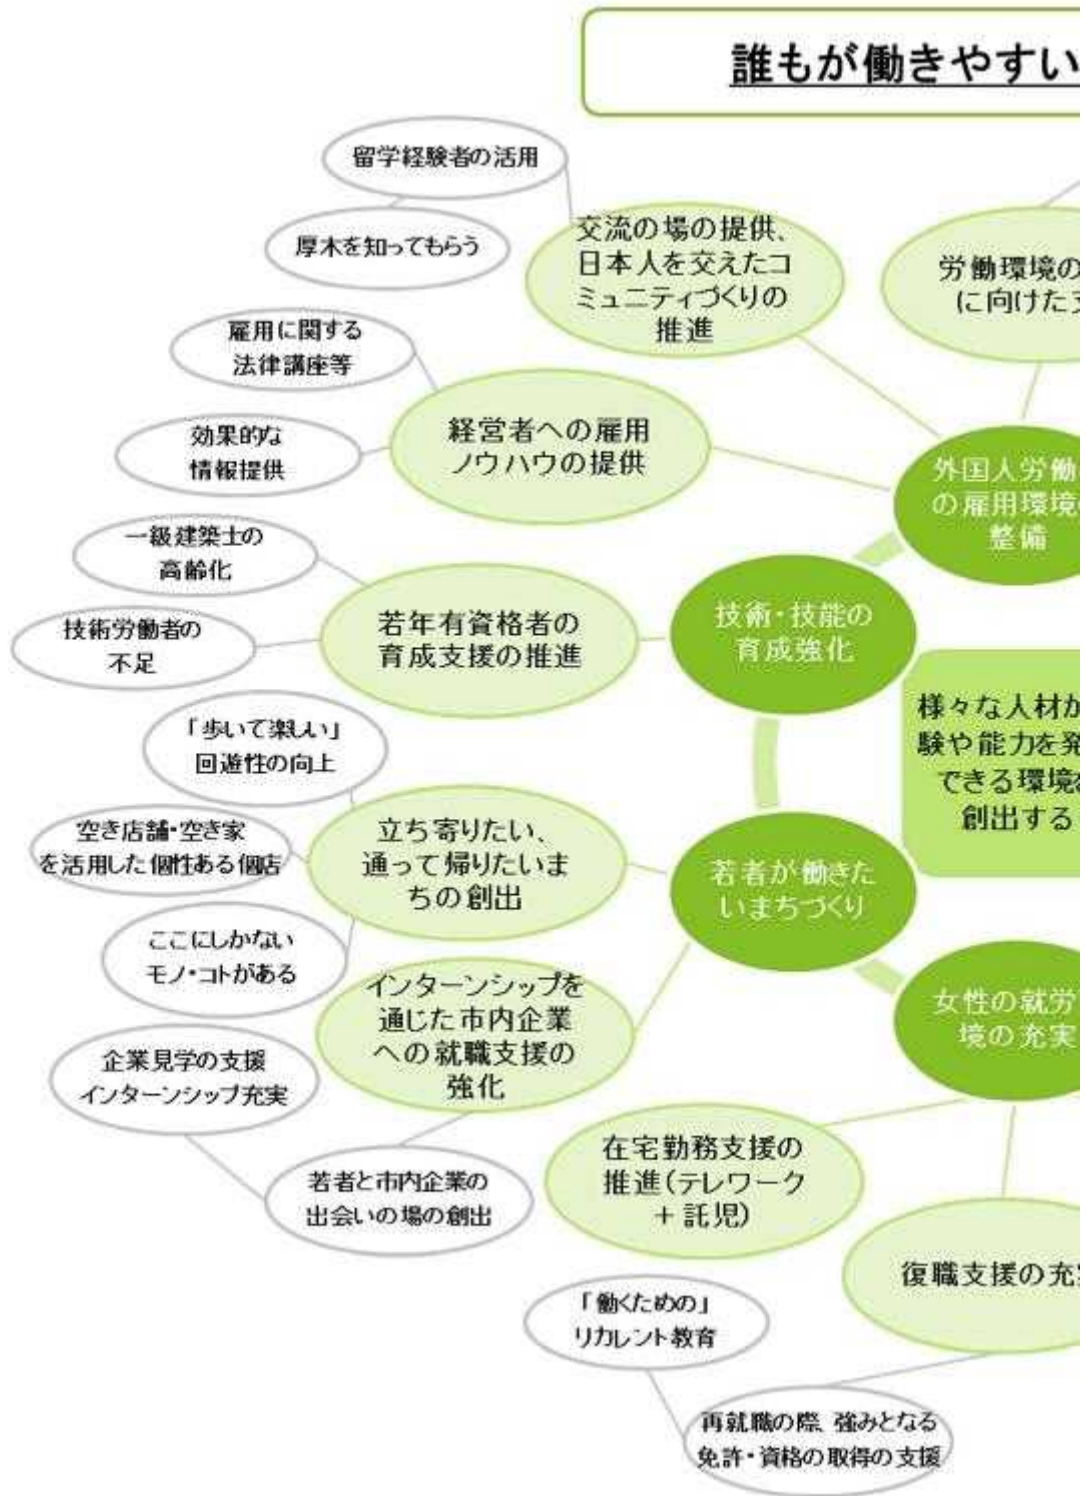 誰もが働きやすい
留学経験者の活用
厚木を知ってもらう
交流の場の提供、
日本人を交えたコ
ミュニティづくりの
推進
労働環境の
に向けた
雇用に関する
法律講座等
効果的な
情報提供
経営者への雇用
ノウハウの提供
外国人労働
の雇用環境
整備
一級建築士の
高齢化
技術労働者の
不足
若年有資格者の
育成支援の推進
技術・技能の
育成強化
様々な人材が
験や能力を発
できる環境を
創出する
「歩いて楽しい」
回遊性の向上
空き店舗・空き家
を活用した個性ある個店
ここにしかない
モノ・コトがある
立ち寄りたい、
通って帰りたいま
ちの創出
若者が働きた
いまちづくり
インターンシップを
通じた市内企業
への就職支援の
強化
企業見学の支援
インターンシップ充実
若者と市内企業の
出会いの場の創出
女性の就労
境の充実
在宅勤務支援の
推進(テレワーク
+託児)
復職支援の充
「働くための」
リカレント教育
再就職の際、強みとなる
免許・資格の取得の支援